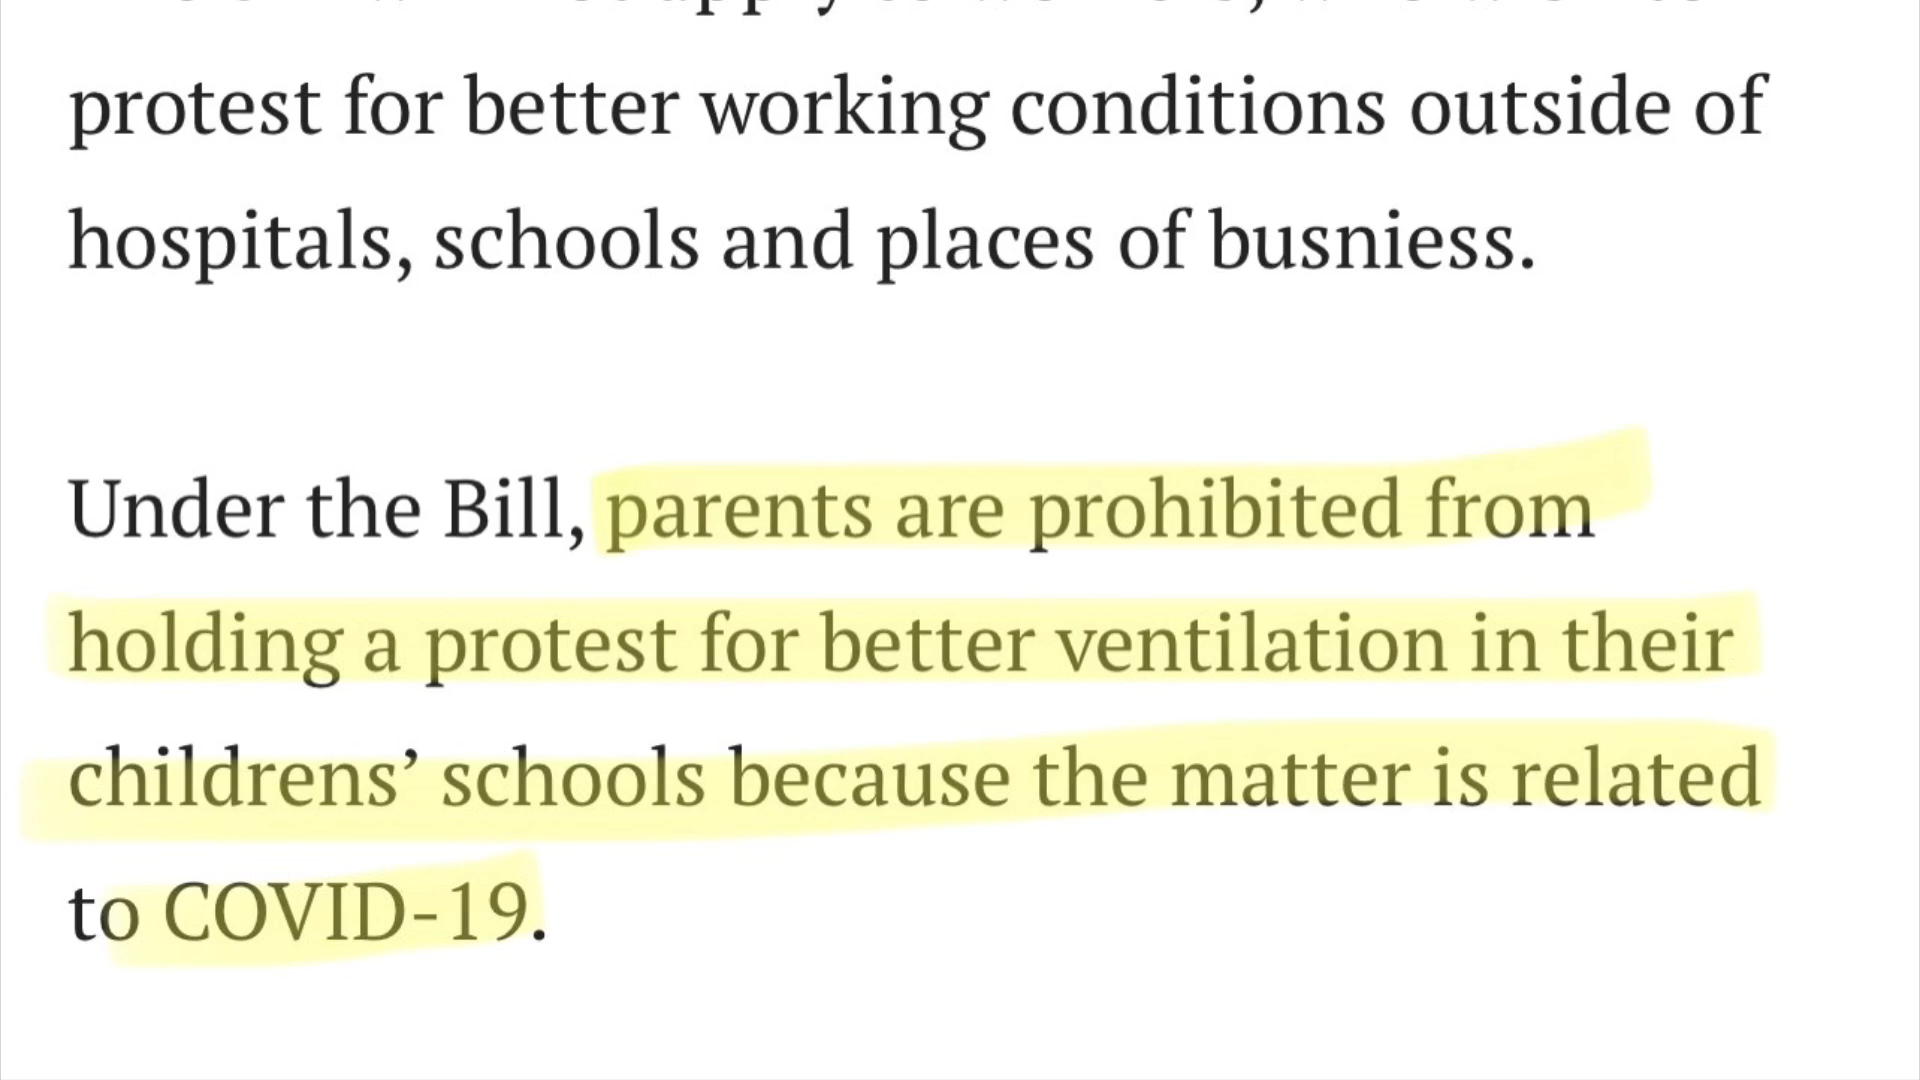 protest for better working conditions outside of
hospitals, schools and places of busniess.
Under the Bill, parents are prohibited from
holding a protest for better ventilation in their
childrens’ schools because the matter is related
to COVID-19.